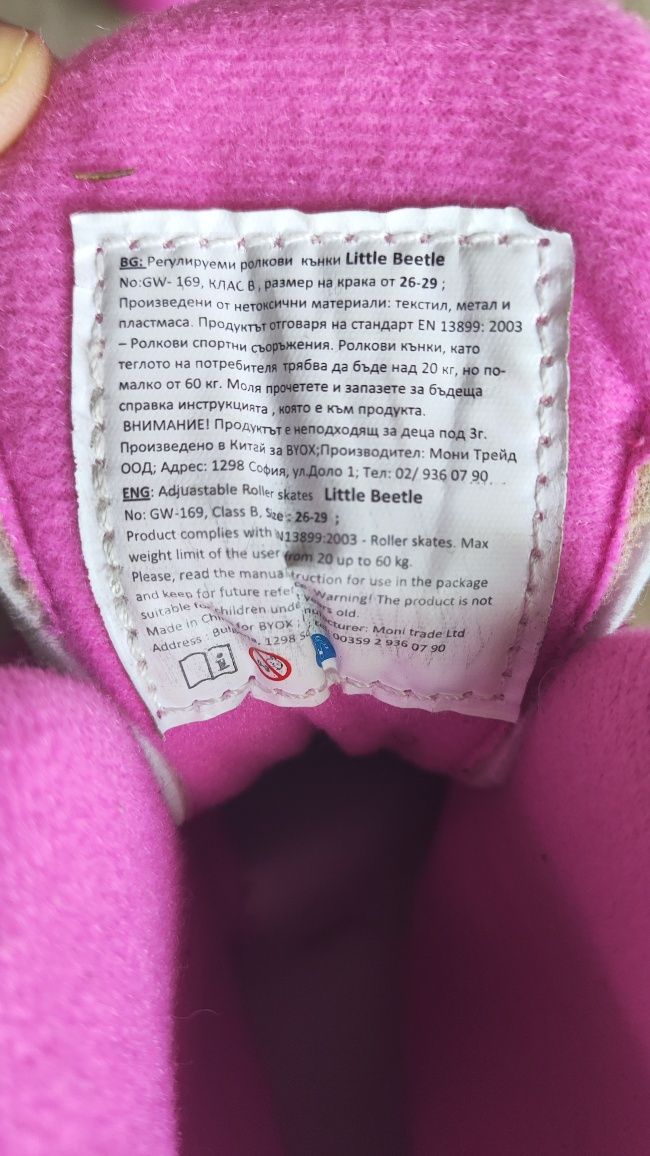 BG: Регулируеми ролкови кънки Little Beetle
No:GW- 169, КЛАС B , размер на крака от 26-29 ;
Произведени от нетоксични материали: текстил, метал и
пластмаса. Продуктът отговаря на стандарт EN 13899: 2003
– Ролкови спортни съоръжения. Ролкови кънки, като
теглото на потребителя трябва да бъде над 20 кг, но по-
малко от 60 кг. Моля прочетете и запазете за бъдеща
справка инструкцията , която е към продукта.
ВНИМАНИЕ! Продуктът е неподходящ за деца под 3г.
Произведено в Китай за BYOX;Производител: Мони Трейд
ООД; Адрес: 1298 София, ул.Доло 1; Тел: 02/ 936 07 90
ENG: Adjuastable Roller skates Little Beetle
No: GW-169, Class B, Size : 26-29 ;
Product complies with N13899:2003 - Roller skates. Max
weight limit of the user from 20 up to 60 kg.
Please, read the manua truction for use in the package
and keep for future refer Warning! The product is not
suitable for children unde old.
Made in Ch for BYOX ; cturer: Moni trade Ltd
Address : Bul 1298 00359 2 936 07 90